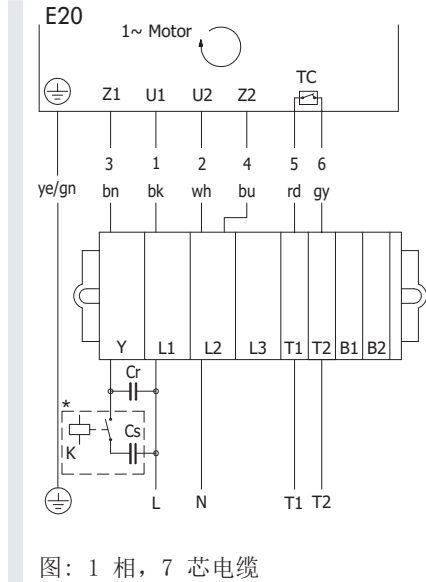 E20
1~ Motor
TC
Z1 U1 U2 Z2
3 1 2 4 5 6
ye/gn bn bk wh bu rd gy
Y L1 L2 L3 T1 T2 B1 B2
Cr
*
Cs
K
L N T1 T2
图: 1 相, 7 芯电缆